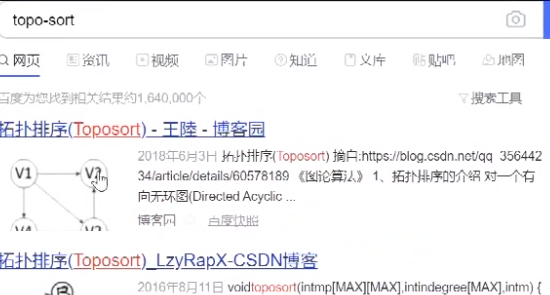 topo-sort
网页 资讯 视频 图片 知道 文库 贴吧 地图
百度为您找到相关结果约1,640,000个 搜索工具
拓扑排序(Toposort) - 王陸 - 博客园
2018年6月3日 拓扑排序(Toposort) 摘自:https://blog.csdn.net/qq_356442
34/article/details/60578189 《图论算法》 1、拓扑排序的介绍 对一个有
向无环图(Directed Acyclic ...
V1 V2
博客园 百度快照
V4 V3
拓扑排序(Toposort)_LzyRapX-CSDN博客
2016年8月11日 voidtoposort(intmp[MAX][MAX],intindegree[MAX],intm) {